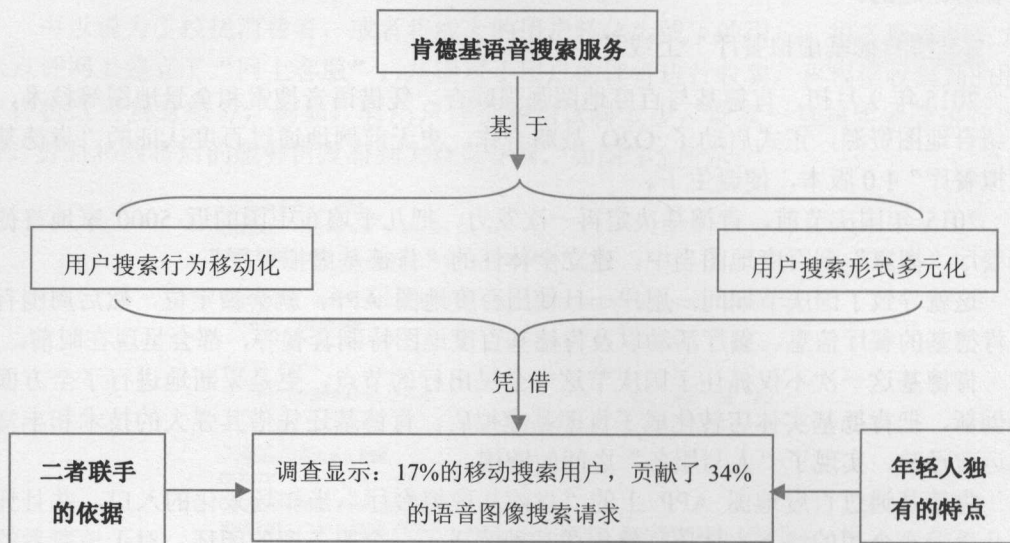 肯德基语音搜索服务
基 于
用户搜索行为移动化
用户搜索形式多元化
凭 借
二者联手
的依据
调查显示：17%的移动搜索用户，贡献了 34%
的语音图像搜索请求
年轻人独
有的特点